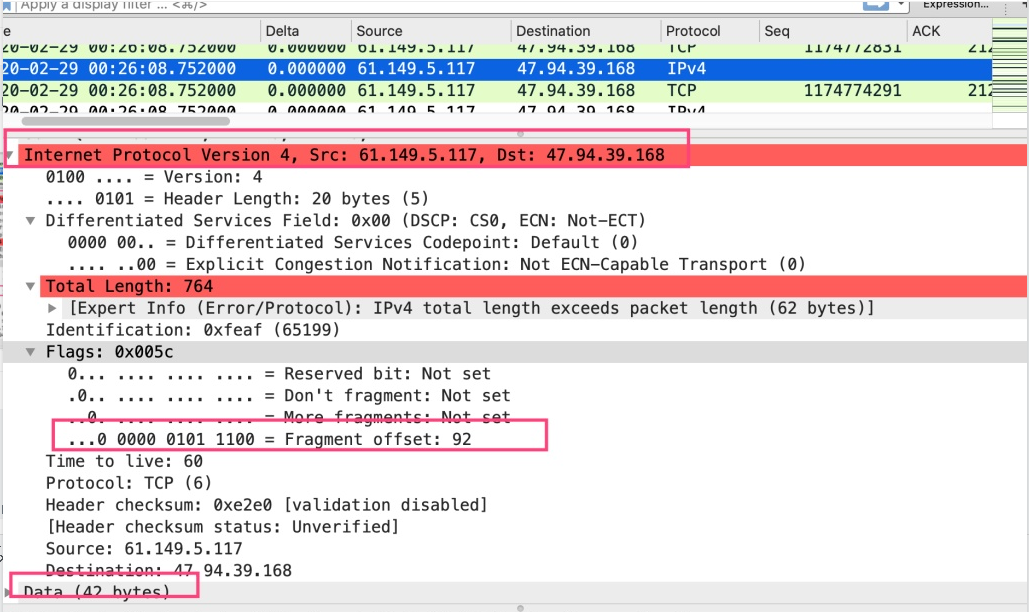 Apply a display filter ... <⌘/> Expression...
e Delta Source Destination Protocol Seq ACK
20-02-29 00:26:08.752000 0.000000 61.149.5.117 47.94.39.168 TCP 1174772831 212
20-02-29 00:26:08.752000 0.000000 61.149.5.117 47.94.39.168 IPv4
20-02-29 00:26:08.752000 0.000000 61.149.5.117 47.94.39.168 TCP 1174774291 212
20-02-29 00:26:08.752000 0.000000 61.149.5.117 47.94.39.168 IPv4
Internet Protocol Version 4, Src: 61.149.5.117, Dst: 47.94.39.168
0100 .... = Version: 4
.... 0101 = Header Length: 20 bytes (5)
Differentiated Services Field: 0x00 (DSCP: CS0, ECN: Not-ECT)
0000 00.. = Differentiated Services Codepoint: Default (0)
.... ..00 = Explicit Congestion Notification: Not ECN-Capable Transport (0)
Total Length: 764
[Expert Info (Error/Protocol): IPv4 total length exceeds packet length (62 bytes)]
Identification: 0xfeaf (65199)
Flags: 0x005c
0... .... .... .... = Reserved bit: Not set
.0.. .... .... .... = Don't fragment: Not set
..0. .... .... .... = More fragments: Not set
...0 0000 0101 1100 = Fragment offset: 92
Time to live: 60
Protocol: TCP (6)
Header checksum: 0xe2e0 [validation disabled]
[Header checksum status: Unverified]
Source: 61.149.5.117
Destination: 47.94.39.168
Data (42 bytes)